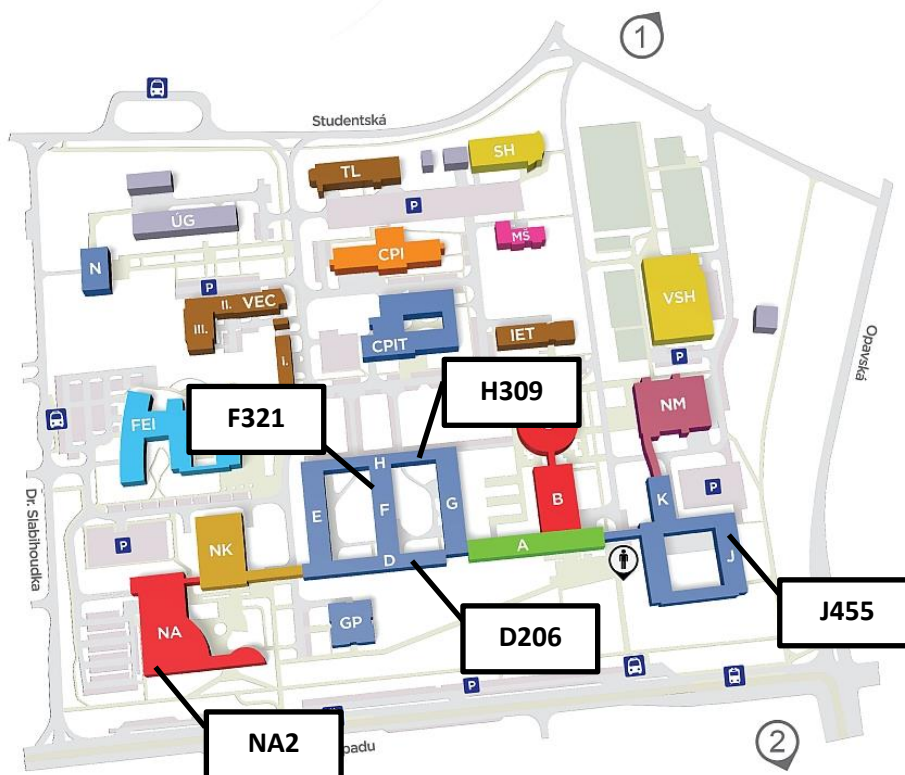 1
Studentská
SH
TL
P
ÚG
MŠ
CPI
N
P
II. VEC
III.
I.
VSH
CPIT
IET
P
Opavská
H309
F321
FEI
NM
H
E
F
G
B
K
P
P
NK
A
D
J
Dr. Slabihoudka
GP
NA
D206
J455
P
NA2
padu
2